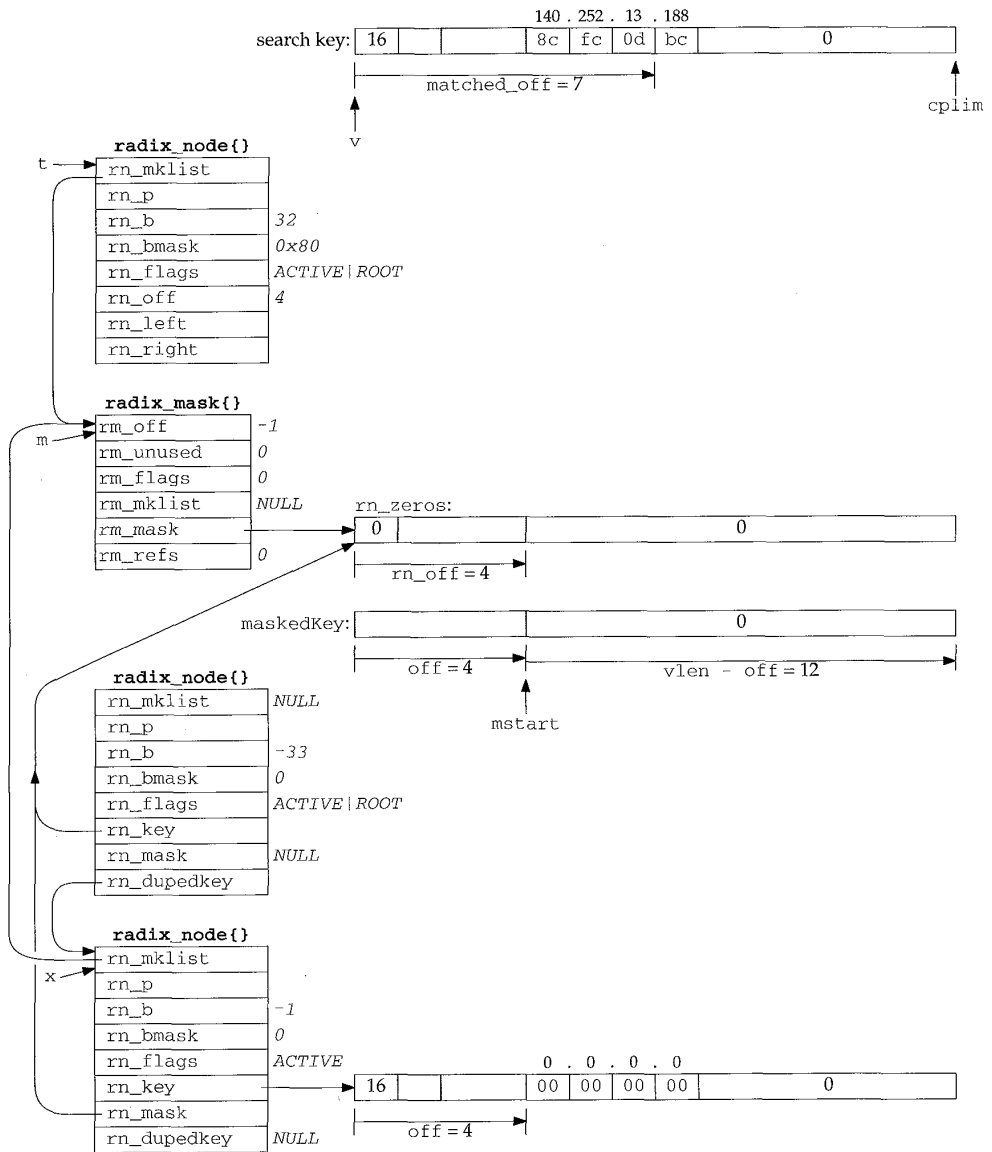 140 . 252 . 13 . 188
search key: 16 8c fc 0d bc 0
matched_off = 7
v
cplim
radix_node{}
t
rn_mklist
rn_p
rn_b 32
rn_bmask 0x80
rn_flags ACTIVE|ROOT
rn_off 4
rn_left
rn_right
radix_mask{}
rm_off -1
m
rm_unused 0
rm_flags 0
rm_mklist NULL
rm_mask
rm_refs 0
rn_zeros:
0 0
rn_off = 4
maskedKey: 0
off = 4
vlen - off = 12
mstart
radix_node{}
rn_mklist NULL
rn_p
rn_b -33
rn_bmask 0
rn_flags ACTIVE|ROOT
rn_key
rn_mask NULL
rn_dupedkey
radix_node{}
rn_mklist
x
rn_p
rn_b -1
rn_bmask 0
rn_flags ACTIVE
rn_key
rn_mask
rn_dupedkey NULL
0 . 0 . 0 . 0
16 00 00 00 00 0
off = 4